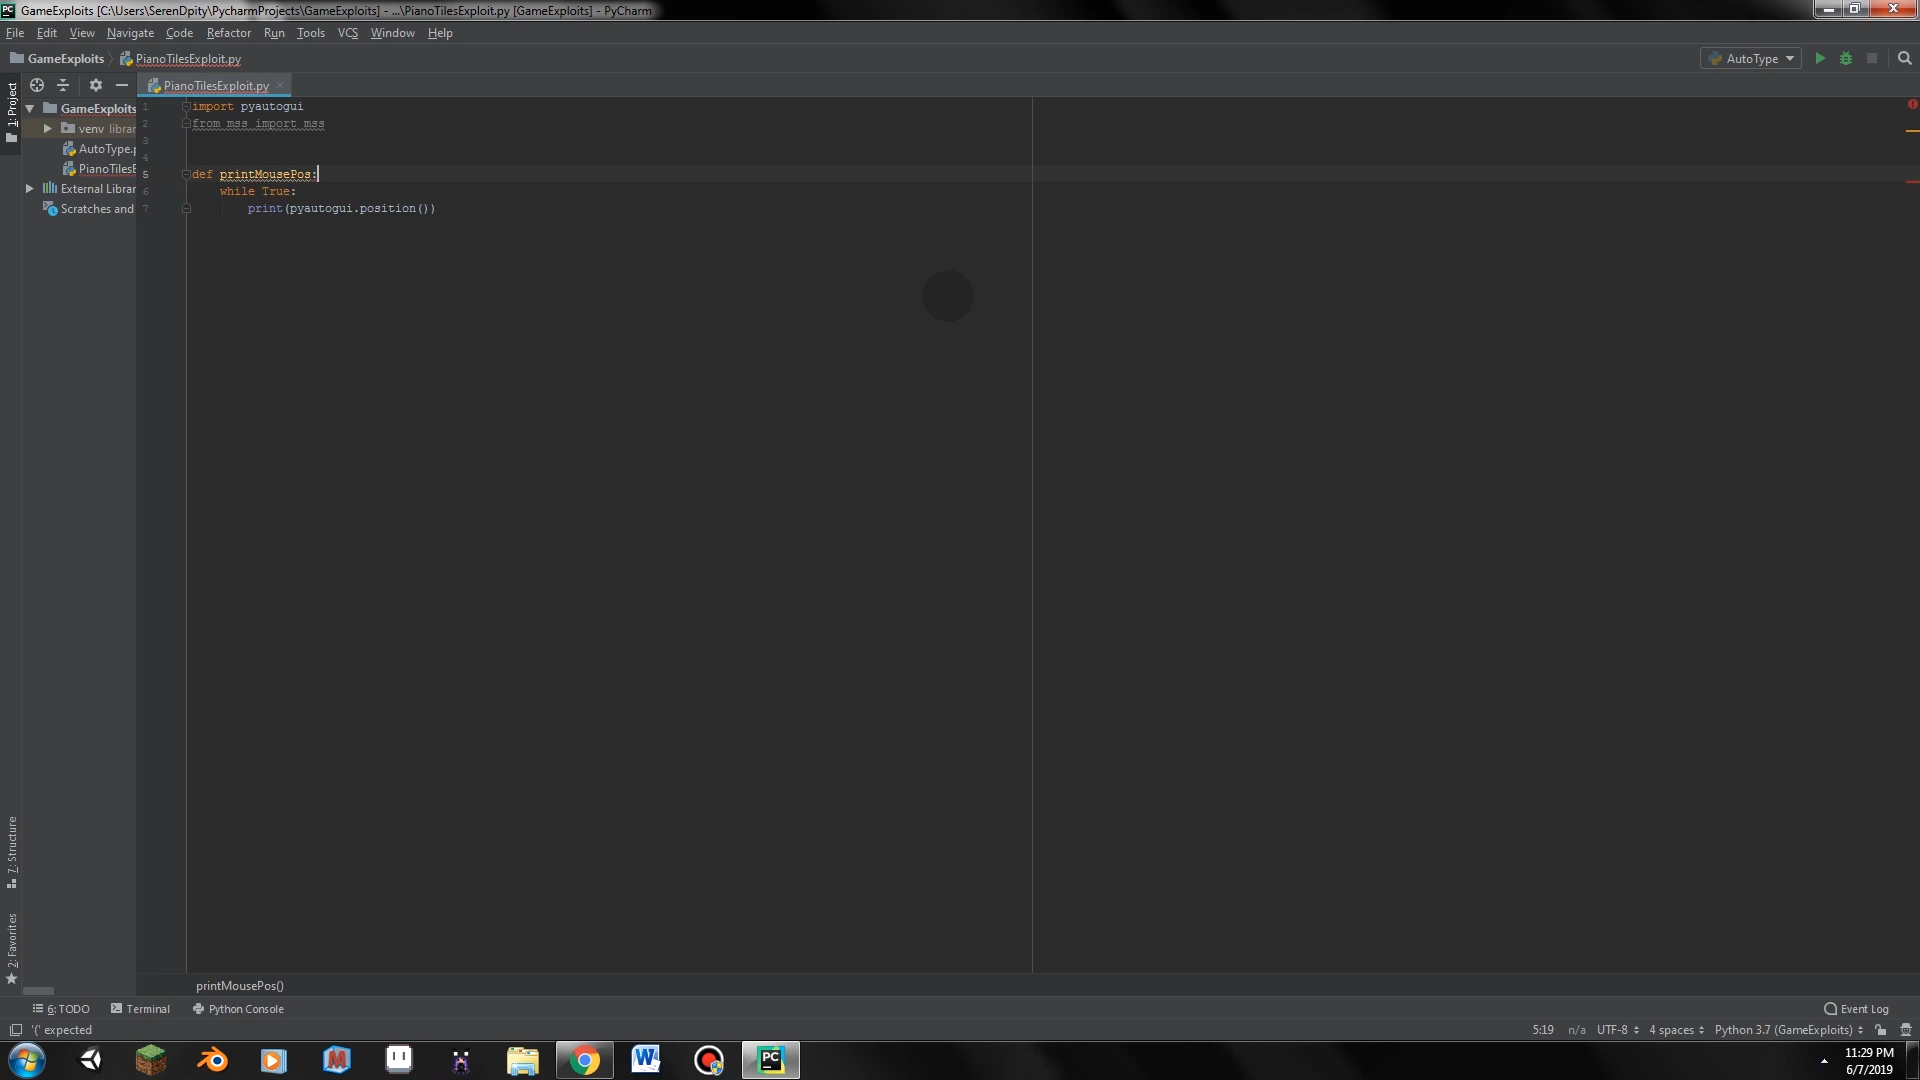 GameExploits [C:\Users\SerenDpity\PycharmProjects\GameExploits] - ...\PianoTilesExploit.py [GameExploits] - PyCharm
File Edit View Navigate Code Refactor Run Tools VCS Window Help
GameExploits PianoTilesExploit.py AutoType
1: Project
PianoTilesExploit.py
GameExploits
venv librar
AutoType.p
PianoTilesE
External Librar
Scratches and
1 import pyautogui
2 from mss import mss
3
4
5 def printMousePos:
6 while True:
7 print(pyautogui.position())
7: Structure
2: Favorites
printMousePos()
6: TODO Terminal Python Console Event Log
'(' expected 5:19 n/a UTF-8 4 spaces Python 3.7 (GameExploits)
PC
11:29 PM
6/7/2019